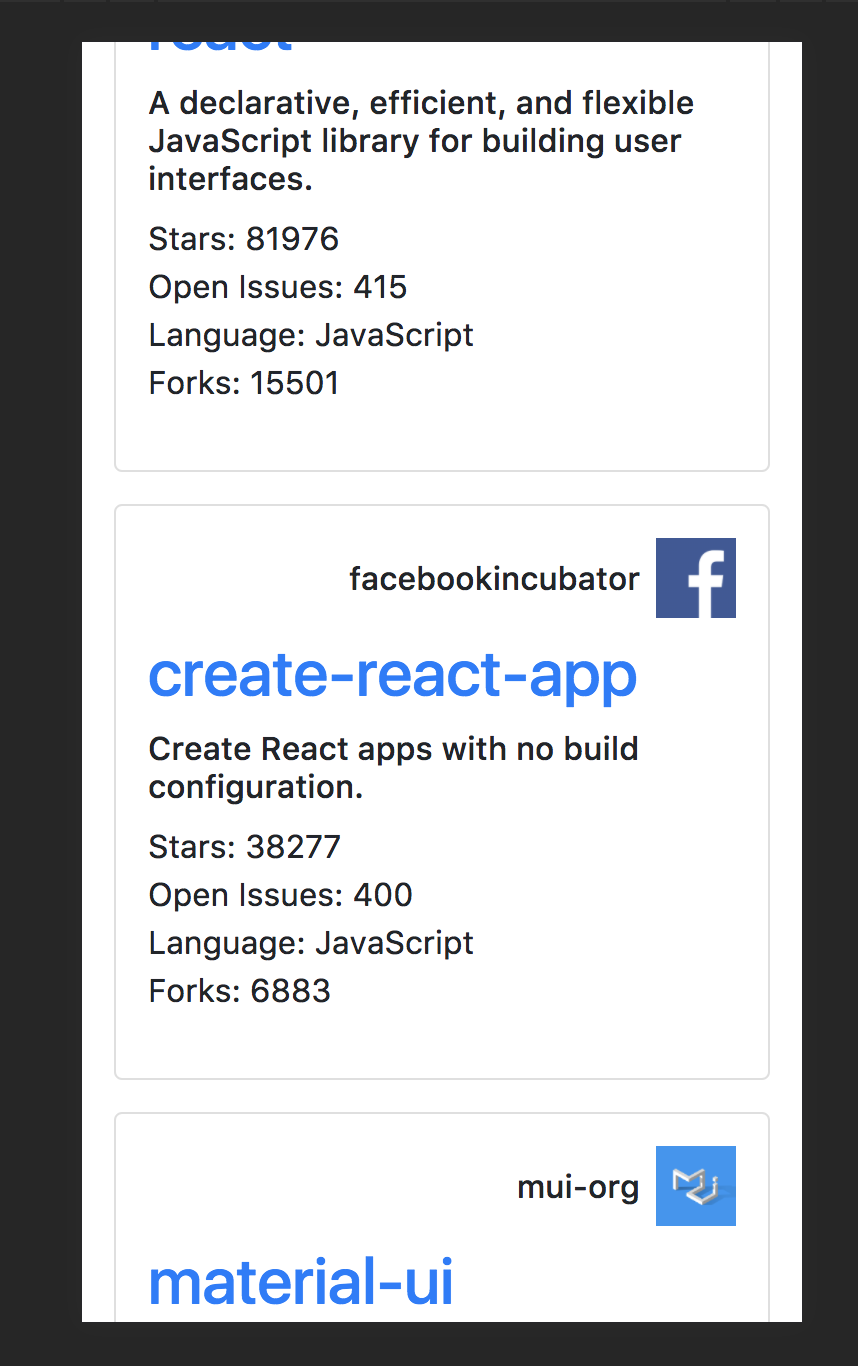 react
A declarative, efficient, and flexible
JavaScript library for building user
interfaces.
Stars: 81976
Open Issues: 415
Language: JavaScript
Forks: 15501
facebookincubator
create-react-app
Create React apps with no build
configuration.
Stars: 38277
Open Issues: 400
Language: JavaScript
Forks: 6883
mui-org
material-ui